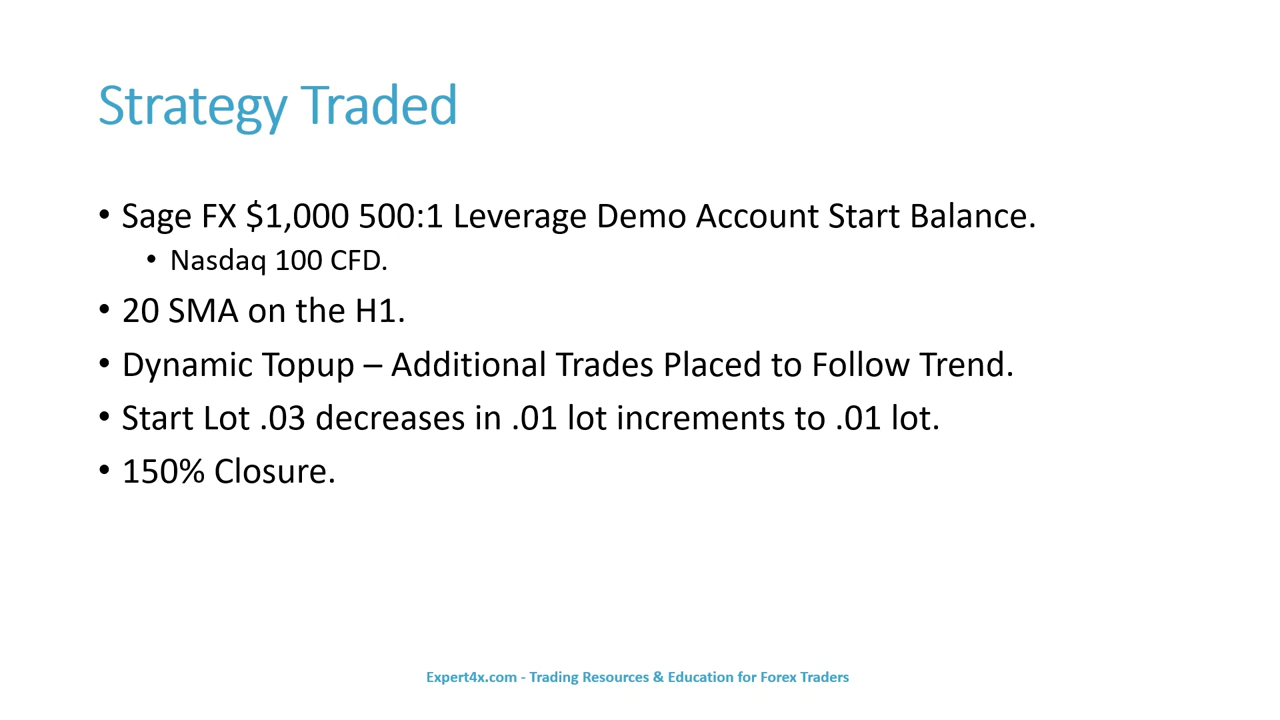 Strategy Traded
• Sage FX $1,000 500:1 Leverage Demo Account Start Balance.
• Nasdaq 100 CFD.
• 20 SMA on the H1.
• Dynamic Topup – Additional Trades Placed to Follow Trend.
• Start Lot .03 decreases in .01 lot increments to .01 lot.
• 150% Closure.
Expert4x.com - Trading Resources & Education for Forex Traders